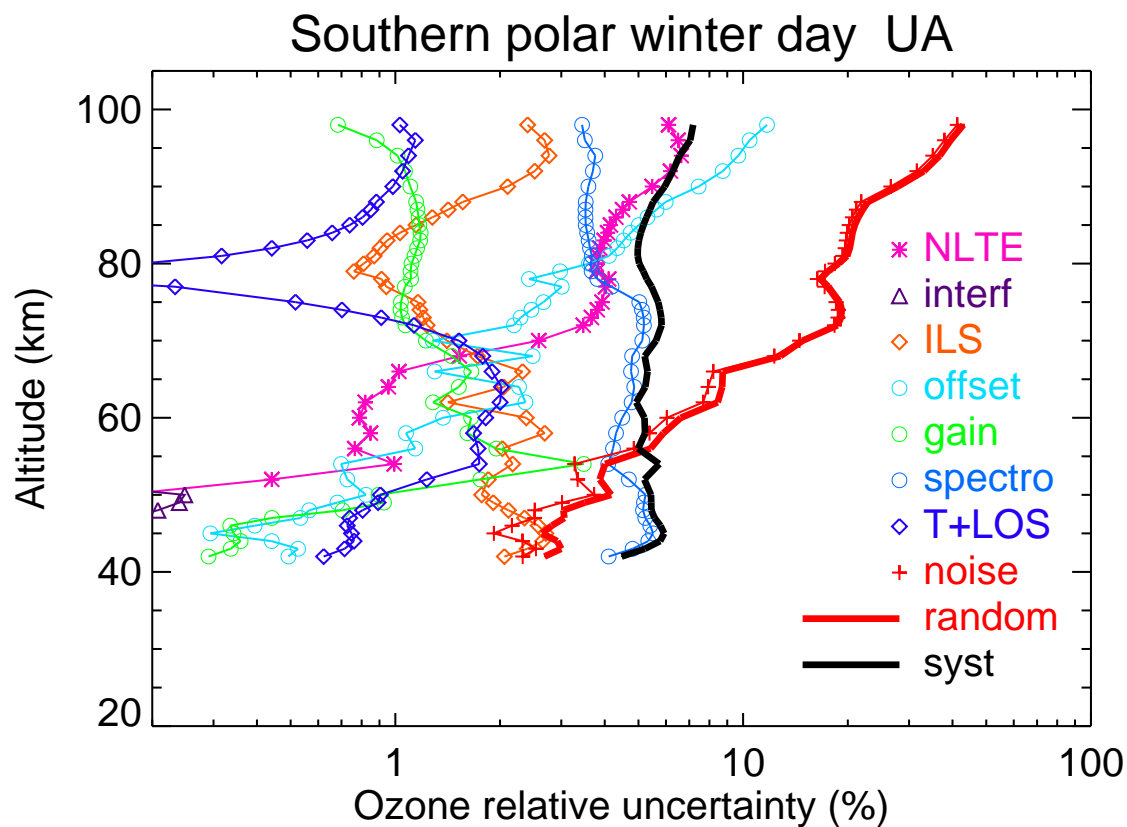 Southern polar winter day UA
Altitude (km)
100
80
60
40
20
NLTE
interf
ILS
offset
gain
spectro
T+LOS
noise
random
syst
1
10
100
Ozone relative uncertainty (%)